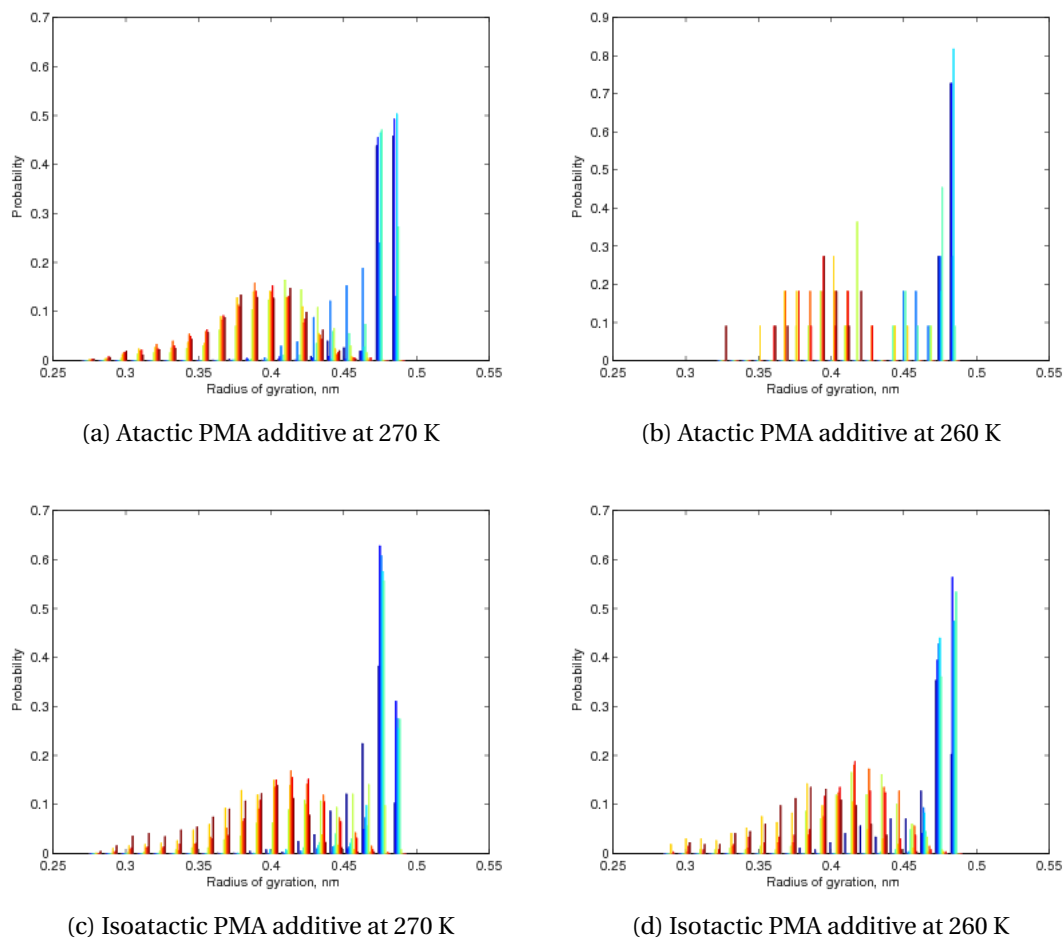 0.7
0.6
0.5
0.4
0.3
0.2
0.1
0
Probability
0.25 0.3 0.35 0.4 0.45 0.5 0.55
Radius of gyration, nm
(a) Atactic PMA additive at 270 K
0.9
0.8
0.7
0.6
0.5
0.4
0.3
0.2
0.1
0
Probability
0.25 0.3 0.35 0.4 0.45 0.5 0.55
Radius of gyration, nm
(b) Atactic PMA additive at 260 K
0.7
0.6
0.5
0.4
0.3
0.2
0.1
0
Probability
0.25 0.3 0.35 0.4 0.45 0.5 0.55
Radius of gyration, nm
(c) Isoatactic PMA additive at 270 K
0.7
0.6
0.5
0.4
0.3
0.2
0.1
0
Probability
0.25 0.3 0.35 0.4 0.45 0.5 0.55
Radius of gyration, nm
(d) Isotactic PMA additive at 260 K